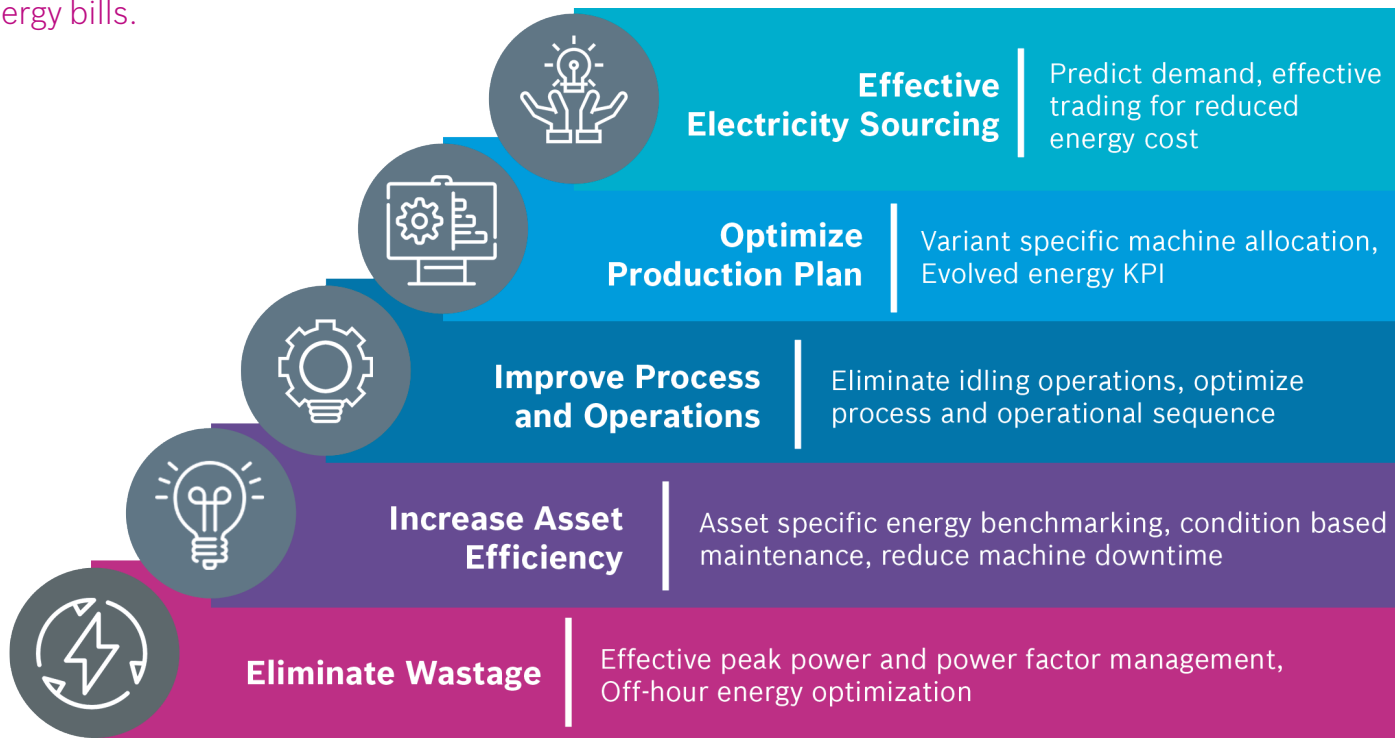 ergy bills.
Effective
Electricity Sourcing
Predict demand, effective
trading for reduced
energy cost
Optimize
Production Plan
Variant specific machine allocation,
Evolved energy KPI
Improve Process
and Operations
Eliminate idling operations, optimize
process and operational sequence
Increase Asset
Efficiency
Asset specific energy benchmarking, condition based
maintenance, reduce machine downtime
Eliminate Wastage
Effective peak power and power factor management,
Off-hour energy optimization